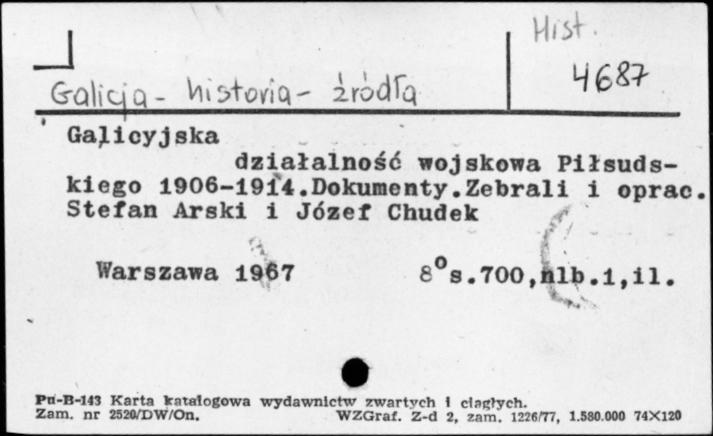 Hist.
4687
Galicja - historia - źródła
Galicyjska
działalność wojskowa Piłsuds-
kiego 1906-1914.Dokumenty.Zebrali i oprac.
Stefan Arski i Józef Chudek
Warszawa 1967 8° s.700,nlb.1,il.
Pu-B-143 Karta katalogowa wydawnictw zwartych i ciągłych.
Zam. nr 2520/DW/On. WZGraf. Z-d 2, zam. 1226/77, 1.580.000 74X120